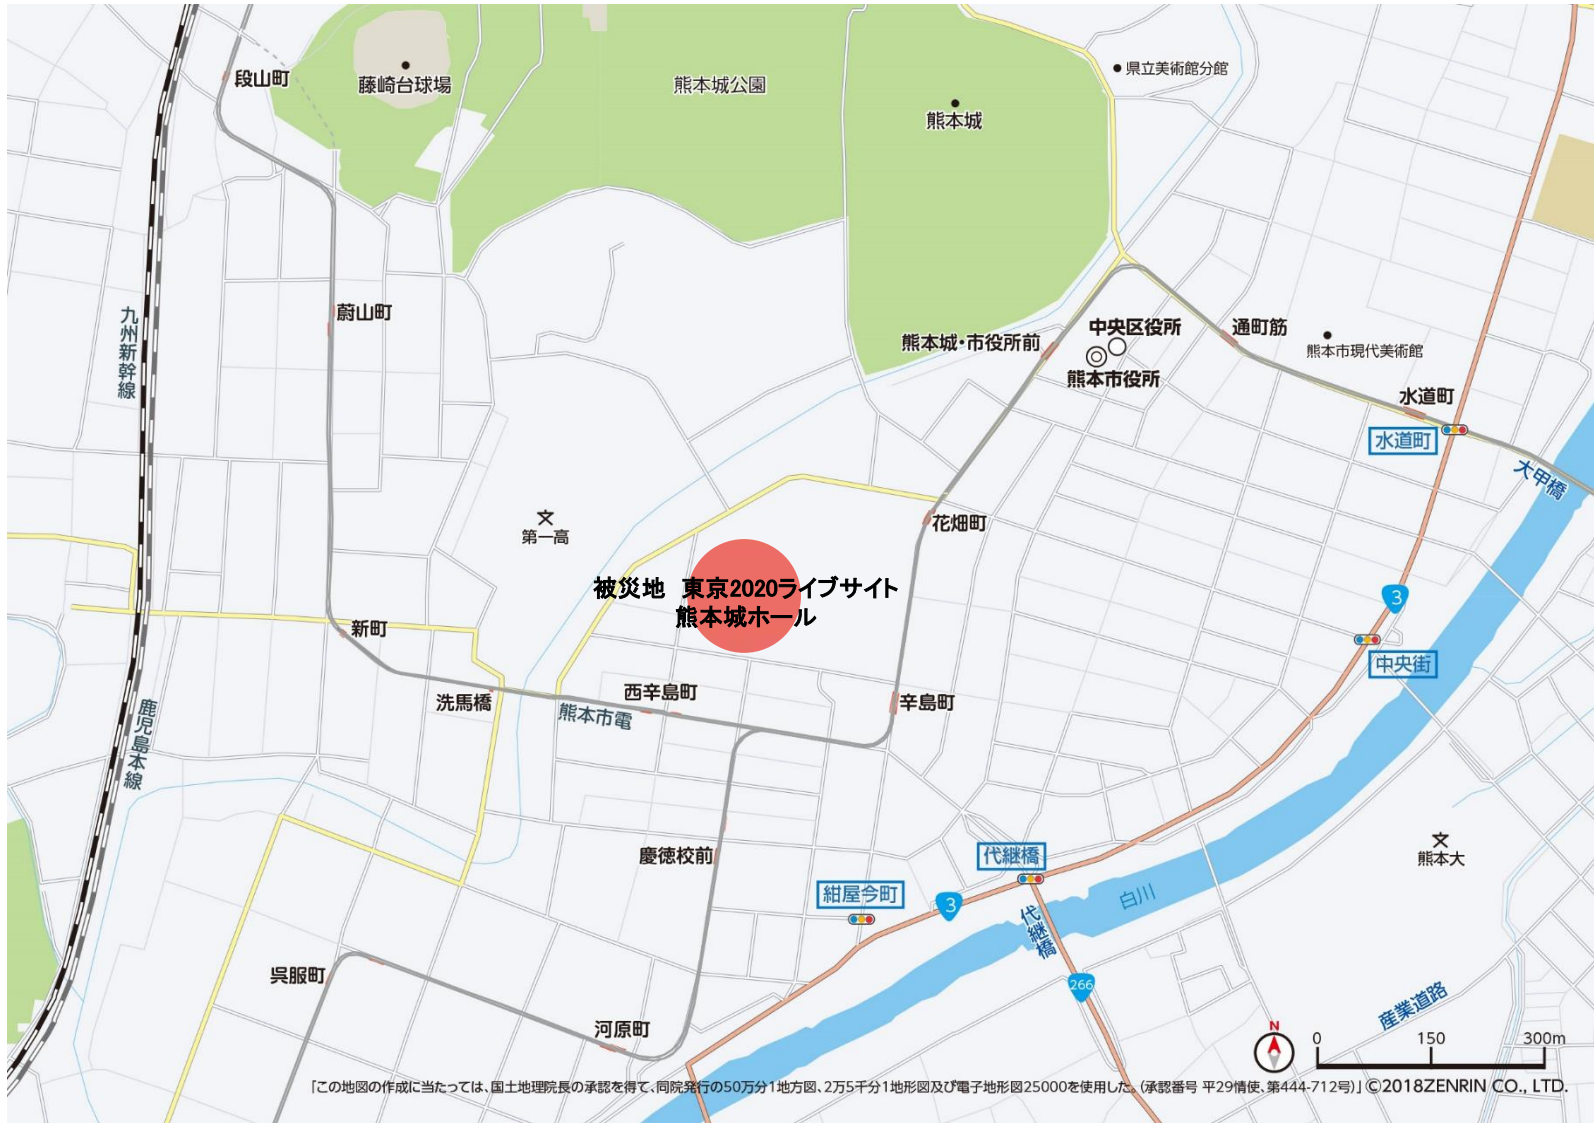 段山町
藤崎台球場
熊本城公園
県立美術館分館
熊本城
九州新幹線
蔚山町
熊本城・市役所前
中央区役所
熊本市役所
通町筋
熊本市現代美術館
水道町
水道町
大甲橋
第一高
花畑町
被災地 東京2020ライブサイト
熊本城ホール
3
中央街
新町
洗馬橋
西辛島町
熊本市電
辛島町
鹿児島本線
慶徳校前
代継橋
紺屋今町
3
白川
代継橋
熊本大
呉服町
河原町
266
産業道路
N
0 150 300m
「この地図の作成に当たっては、国土地理院長の承認を得て、同院発行の50万分1地方図、2万5千分1地形図及び電子地形図25000を使用した。(承認番号 平29情使、第444-712号)」 ©2018ZENRIN CO., LTD.